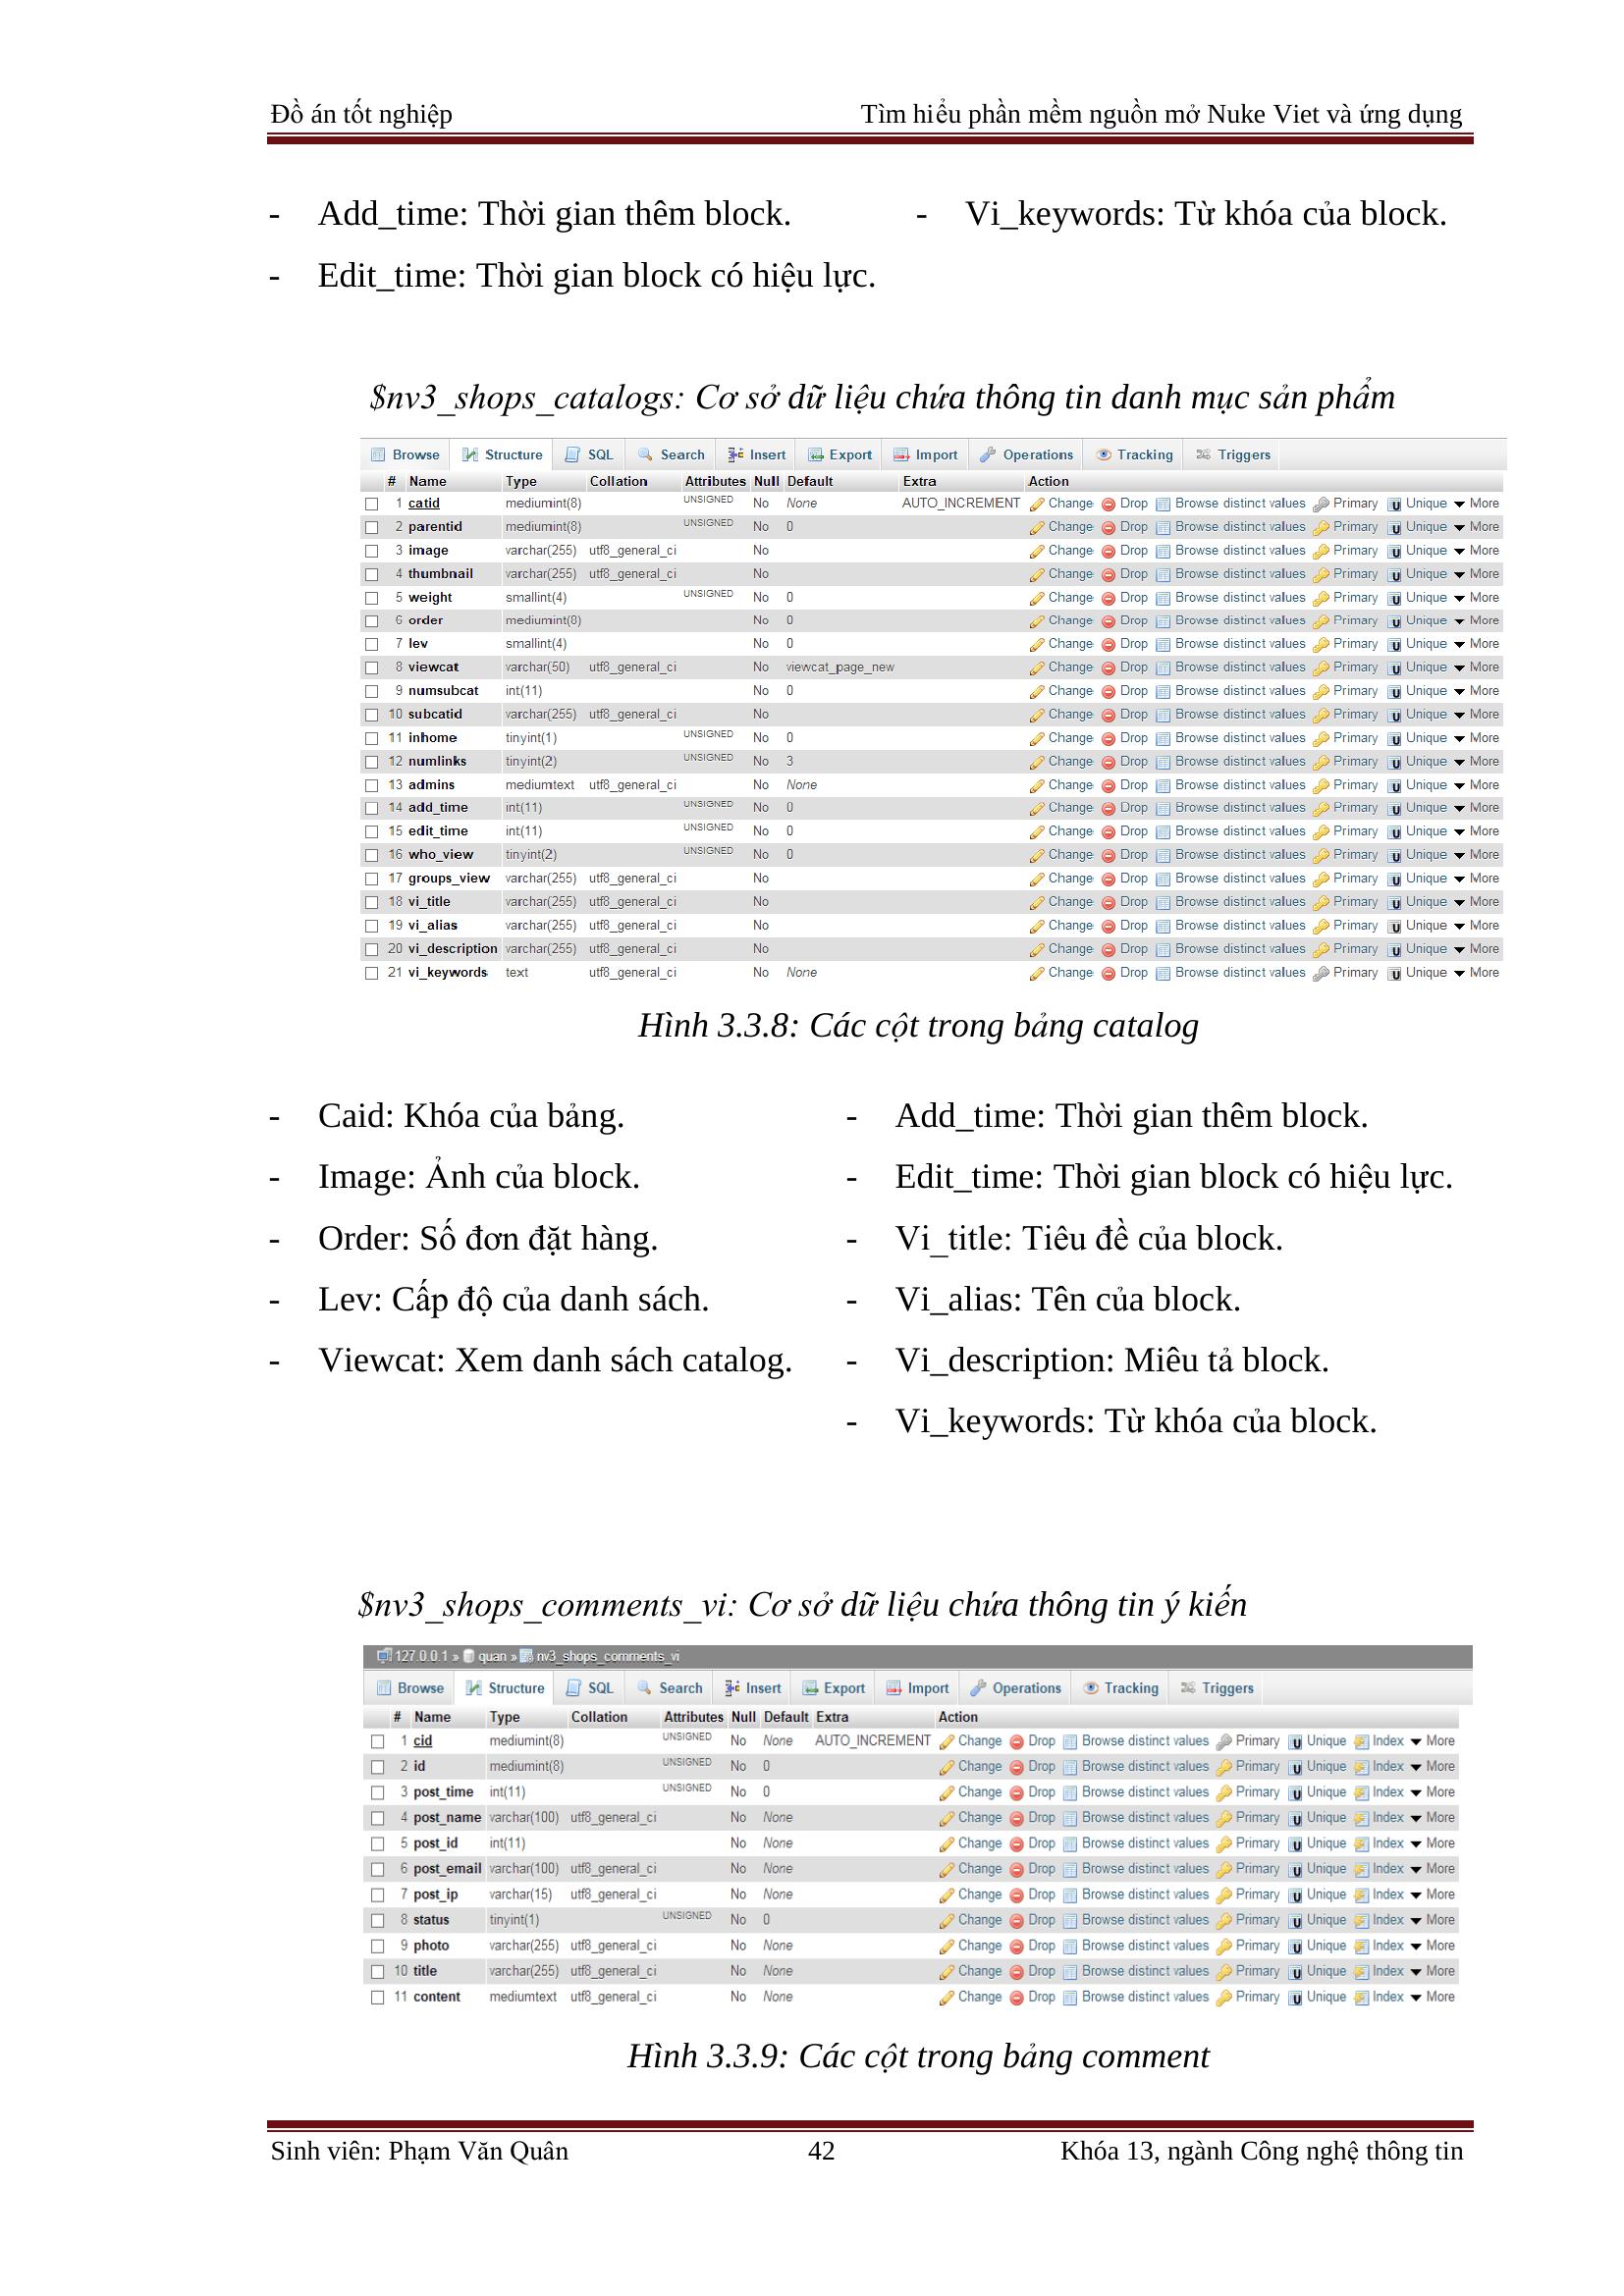 Đồ án tốt nghiệp Tìm hiểu phần mềm nguồn mở Nuke Viet và ứng dụng
- Add_time: Thời gian thêm block.
- Edit_time: Thời gian block có hiệu lực.
- Vi_keywords: Từ khóa của block.
$nv3_shops_catalogs: Cơ sở dữ liệu chứa thông tin danh mục sản phẩm
Browse Structure SQL Search Insert Export Import Operations Tracking Triggers
# Name Type Collation Attributes Null Default Extra Action
1 catid mediumint(8) UNSIGNED No None AUTO_INCREMENT Change Drop Browse distinct values Primary Unique More
2 parentid mediumint(8) UNSIGNED No 0 Change Drop Browse distinct values Primary Unique More
3 image varchar(255) utf8_general_ci No Change Drop Browse distinct values Primary Unique More
4 thumbnail varchar(255) utf8_general_ci No Change Drop Browse distinct values Primary Unique More
5 weight smallint(4) UNSIGNED No 0 Change Drop Browse distinct values Primary Unique More
6 order mediumint(8) No 0 Change Drop Browse distinct values Primary Unique More
7 lev smallint(4) No 0 Change Drop Browse distinct values Primary Unique More
8 viewcat varchar(50) utf8_general_ci No viewcat_page_new Change Drop Browse distinct values Primary Unique More
9 numsubcat int(11) No 0 Change Drop Browse distinct values Primary Unique More
10 subcatid varchar(255) utf8_general_ci No Change Drop Browse distinct values Primary Unique More
11 inhome tinyint(1) UNSIGNED No 0 Change Drop Browse distinct values Primary Unique More
12 numlinks tinyint(2) UNSIGNED No 3 Change Drop Browse distinct values Primary Unique More
13 admins mediumtext utf8_general_ci No None Change Drop Browse distinct values Primary Unique More
14 add_time int(11) UNSIGNED No 0 Change Drop Browse distinct values Primary Unique More
15 edit_time int(11) UNSIGNED No 0 Change Drop Browse distinct values Primary Unique More
16 who_view tinyint(2) UNSIGNED No 0 Change Drop Browse distinct values Primary Unique More
17 groups_view varchar(255) utf8_general_ci No Change Drop Browse distinct values Primary Unique More
18 vi_title varchar(255) utf8_general_ci No Change Drop Browse distinct values Primary Unique More
19 vi_alias varchar(255) utf8_general_ci No Change Drop Browse distinct values Primary Unique More
20 vi_description varchar(255) utf8_general_ci No Change Drop Browse distinct values Primary Unique More
21 vi_keywords text utf8_general_ci No None Change Drop Browse distinct values Primary Unique More
Hình 3.3.8: Các cột trong bảng catalog
- Caid: Khóa của bảng.
- Image: Ảnh của block.
- Order: Số đơn đặt hàng.
- Lev: Cấp độ của danh sách.
- Viewcat: Xem danh sách catalog.
- Add_time: Thời gian thêm block.
- Edit_time: Thời gian block có hiệu lực.
- Vi_title: Tiêu đề của block.
- Vi_alias: Tên của block.
- Vi_description: Miêu tả block.
- Vi_keywords: Từ khóa của block.
$nv3_shops_comments_vi: Cơ sở dữ liệu chứa thông tin ý kiến
127.0.0.1 » quan » nv3_shops_comments_vi
Browse Structure SQL Search Insert Export Import Operations Tracking Triggers
# Name Type Collation Attributes Null Default Extra Action
1 cid mediumint(8) UNSIGNED No None AUTO_INCREMENT Change Drop Browse distinct values Primary Unique Index More
2 id mediumint(8) UNSIGNED No 0 Change Drop Browse distinct values Primary Unique Index More
3 post_time int(11) UNSIGNED No 0 Change Drop Browse distinct values Primary Unique Index More
4 post_name varchar(100) utf8_general_ci No None Change Drop Browse distinct values Primary Unique Index More
5 post_id int(11) No None Change Drop Browse distinct values Primary Unique Index More
6 post_email varchar(100) utf8_general_ci No None Change Drop Browse distinct values Primary Unique Index More
7 post_ip varchar(15) utf8_general_ci No None Change Drop Browse distinct values Primary Unique Index More
8 status tinyint(1) UNSIGNED No 0 Change Drop Browse distinct values Primary Unique Index More
9 photo varchar(255) utf8_general_ci No None Change Drop Browse distinct values Primary Unique Index More
10 title varchar(255) utf8_general_ci No None Change Drop Browse distinct values Primary Unique Index More
11 content mediumtext utf8_general_ci No None Change Drop Browse distinct values Primary Unique Index More
Hình 3.3.9: Các cột trong bảng comment
Sinh viên: Phạm Văn Quân 42 Khóa 13, ngành Công nghệ thông tin